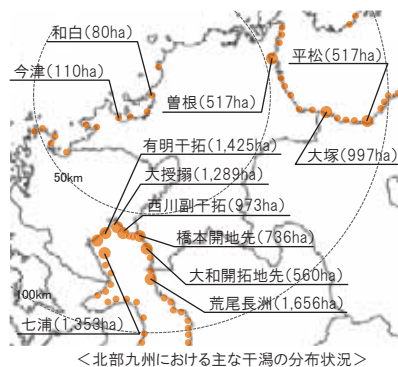 和白(80ha)
今津(110ha)
平松(517ha)
曽根(517ha)
有明干拓(1,425ha)
大授搦(1,289ha)
大塚(997ha)
西川副干拓(973ha)
50km
橋本開地先(736ha)
大和開拓地先(560ha)
荒尾長洲(1,656ha)
100km
七浦(1,353ha)
＜北部九州における主な干潟の分布状況＞